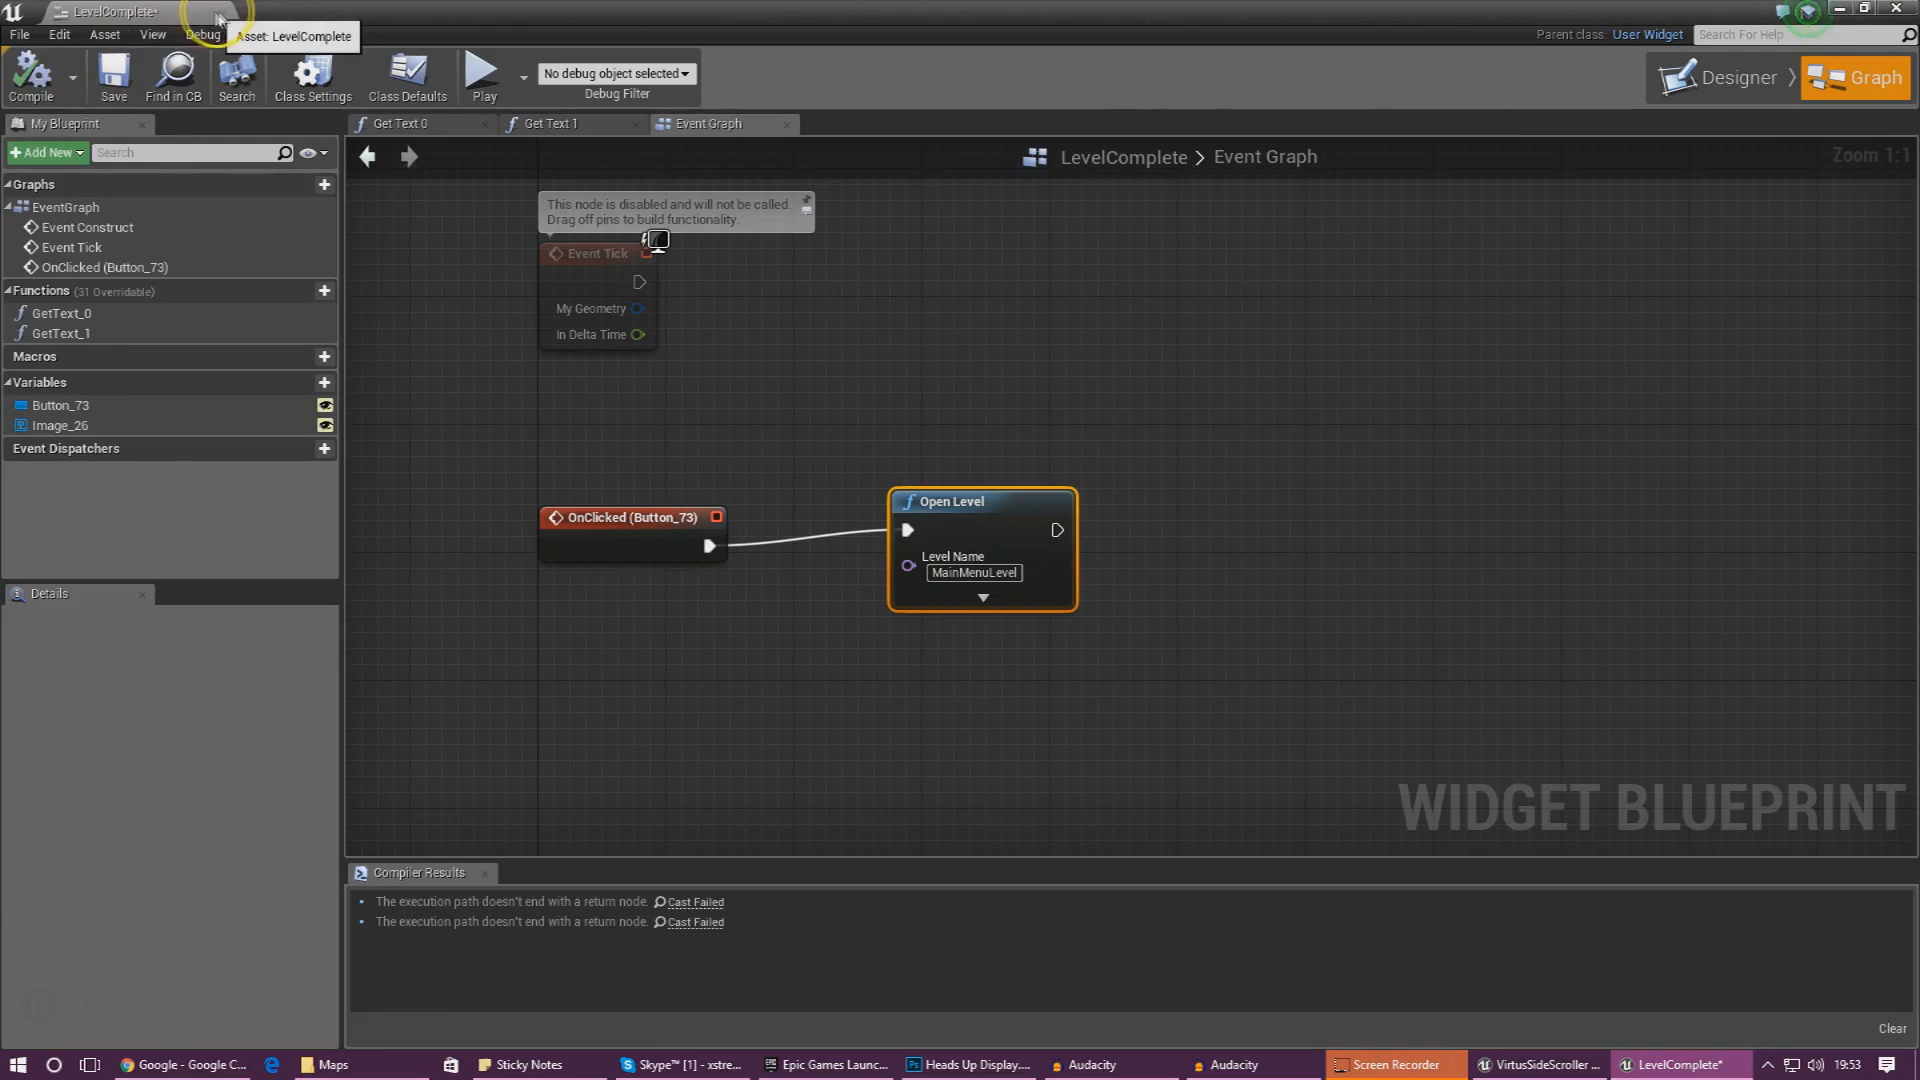 LevelComplete*
File Edit Asset View Debug
Asset: LevelComplete
Parent class: User Widget
Search For Help
Compile Save Find in CB Search Class Settings Class Defaults Play
No debug object selected
Debug Filter
Designer Graph
My Blueprint
Get Text 0 Get Text 1 Event Graph
Add New
Search
LevelComplete > Event Graph
Zoom 1:1
Graphs
EventGraph
Event Construct
Event Tick
OnClicked (Button_73)
Functions (31 Overridable)
GetText_0
GetText_1
Macros
Variables
Button_73
Image_26
Event Dispatchers
Details
This node is disabled and will not be called.
Drag off pins to build functionality.
Event Tick
My Geometry
In Delta Time
OnClicked (Button_73)
Open Level
Level Name
MainMenuLevel
WIDGET BLUEPRINT
Compiler Results
The execution path doesn't end with a return node. Cast Failed
The execution path doesn't end with a return node. Cast Failed
Clear
Google - Google C... Maps Sticky Notes Skype™ [1] - xstre... Epic Games Launc... Heads Up Display.... Audacity Audacity Screen Recorder VirtusSideScroller ... LevelComplete* 19:53